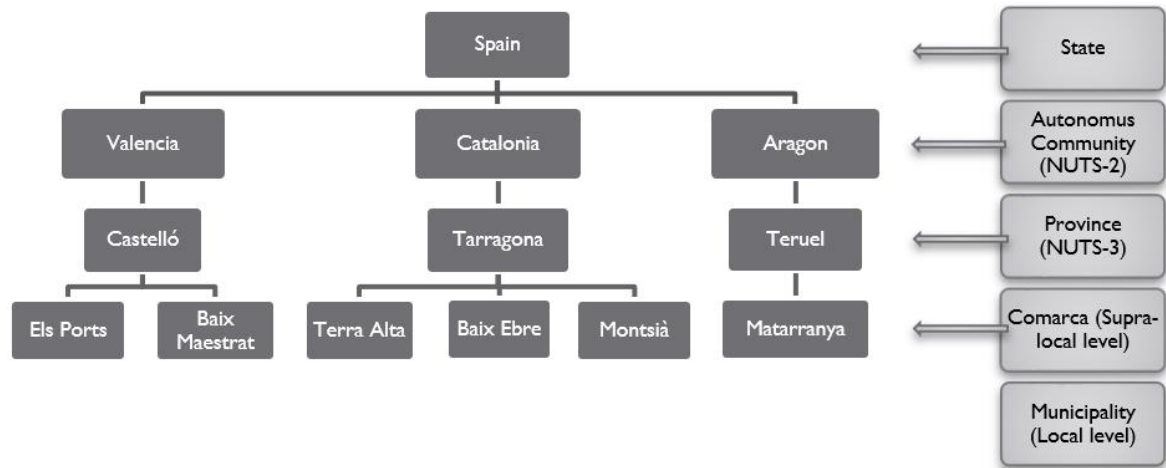 Spain
State
Valencia
Catalonia
Aragon
Autonomus
Community
(NUTS-2)
Castelló
Tarragona
Teruel
Province
(NUTS-3)
Els Ports
Baix
Maestrat
Terra Alta
Baix Ebre
Montsià
Matarranya
Comarca (Supra-
local level)
Municipality
(Local level)